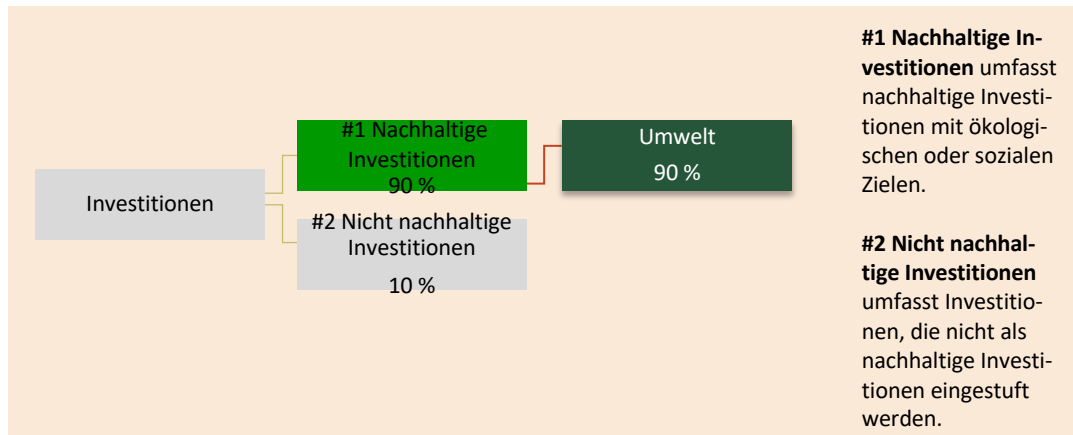 Investitionen
#1 Nachhaltige
Investitionen
90 %
Umwelt
90 %
#2 Nicht nachhaltige
Investitionen
10 %
#1 Nachhaltige In-
vestitionen umfasst
nachhaltige Investi-
tionen mit ökologi-
schen oder sozialen
Zielen.
#2 Nicht nachhal-
tige Investitionen
umfasst Investitio-
nen, die nicht als
nachhaltige Investi-
tionen eingestuft
werden.